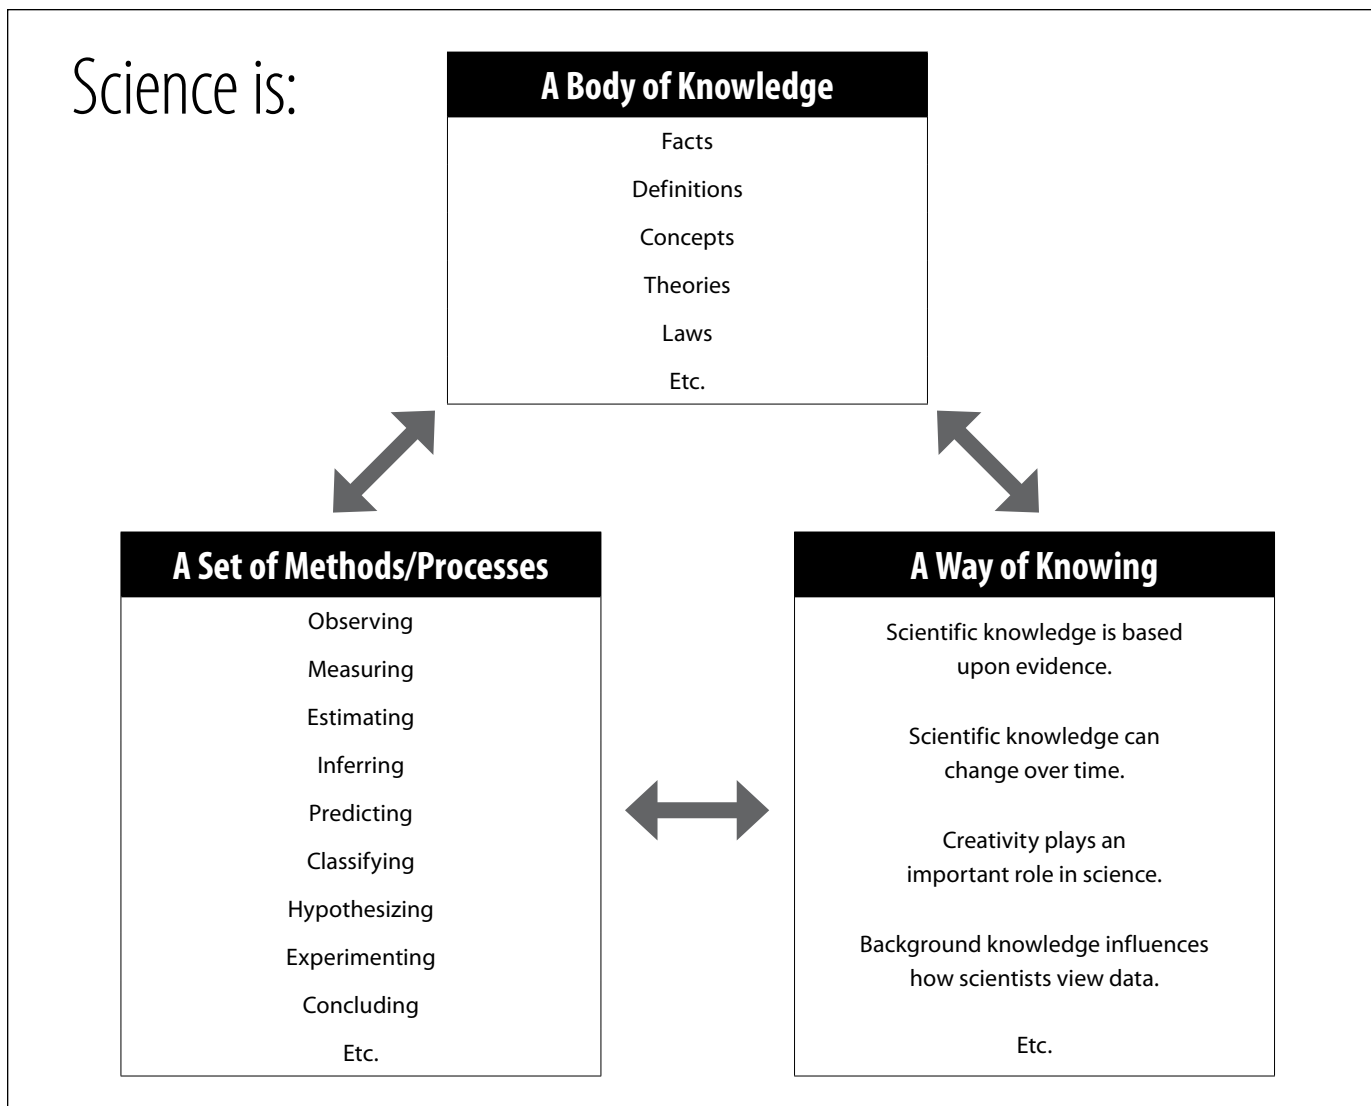 Science is:
A Body of Knowledge
Facts
Definitions
Concepts
Theories
Laws
Etc.
A Set of Methods/Processes
Observing
Measuring
Estimating
Inferring
Predicting
Classifying
Hypothesizing
Experimenting
Concluding
Etc.
A Way of Knowing
Scientific knowledge is based
upon evidence.
Scientific knowledge can
change over time.
Creativity plays an
important role in science.
Background knowledge influences
how scientists view data.
Etc.